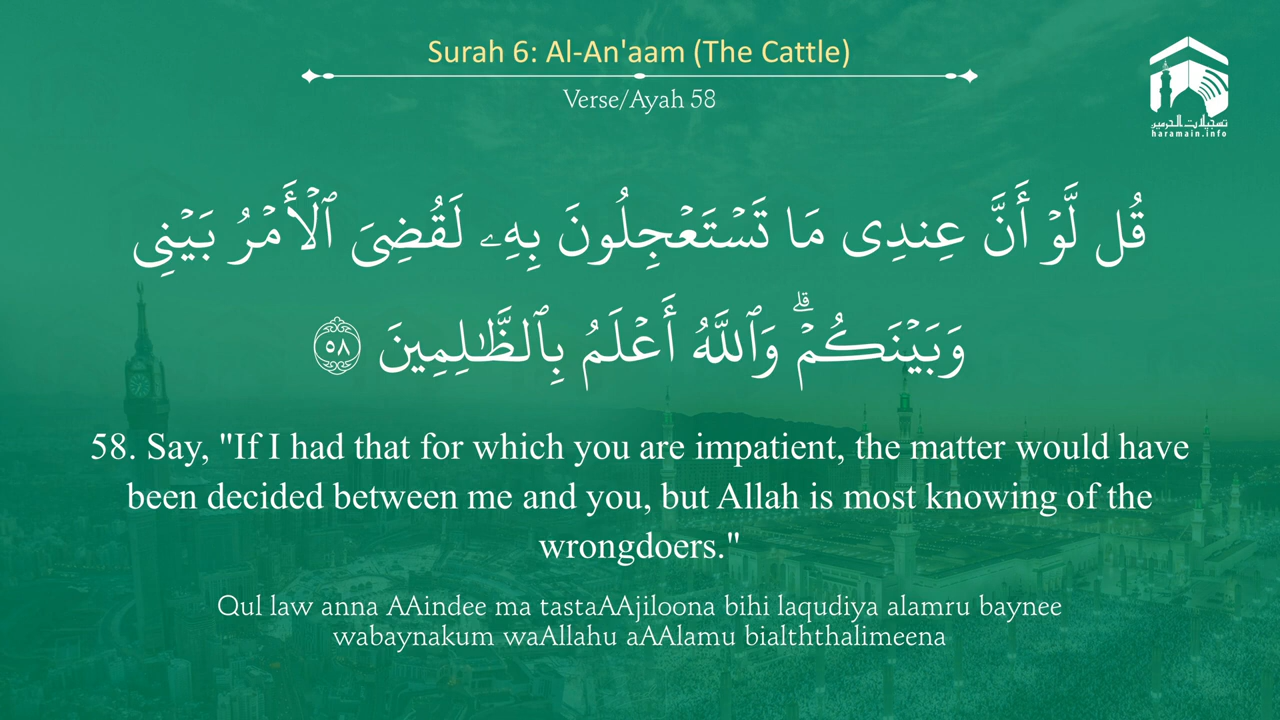 Surah 6: Al-An'aam (The Cattle)
Verse/Ayah 58
تسجيلات الحرمين
haramain.info
قُل لَّوْ أَنَّ عِندِى مَا تَسْتَعْجِلُونَ بِهِۦ لَقُضِىَ ٱلْأَمْرُ بَيْنِى
وَبَيْنَكُمْ ۗ وَٱللَّهُ أَعْلَمُ بِٱلظَّـٰلِمِينَ ٥٨
58. Say, "If I had that for which you are impatient, the matter would have
been decided between me and you, but Allah is most knowing of the
wrongdoers."
Qul law anna AAindee ma tastaAAjiloona bihi laqudiya alamru baynee
wabaynakum waAllahu aAAlamu bialththalimeena